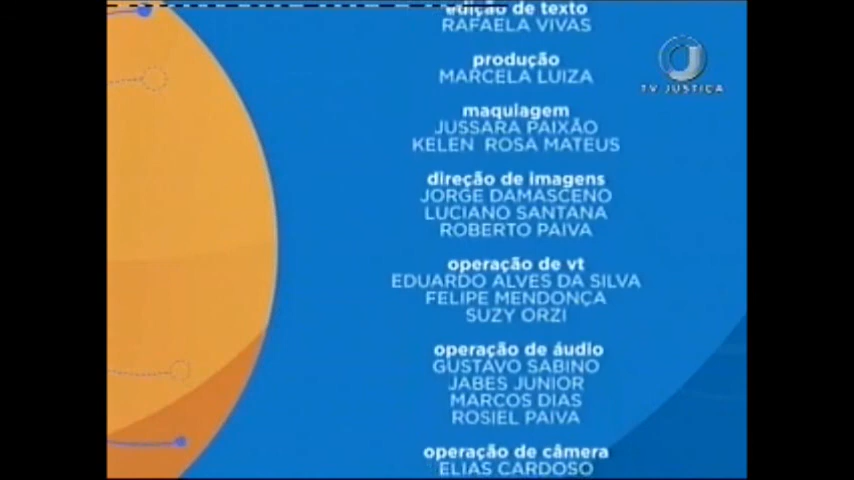 edição de texto
RAFAELA VIVAS
produção
MARCELA LUIZA
TV JUSTIÇA
maquiagem
JUSSARA PAIXÃO
KELEN ROSA MATEUS
direção de imagens
JORGE DAMASCENO
LUCIANO SANTANA
ROBERTO PAIVA
operação de vt
EDUARDO ALVES DA SILVA
FELIPE MENDONÇA
SUZY ORZI
operação de áudio
GUSTAVO SABINO
JABES JUNIOR
MARCOS DIAS
ROSIEL PAIVA
operação de câmera
ELIAS CARDOSO